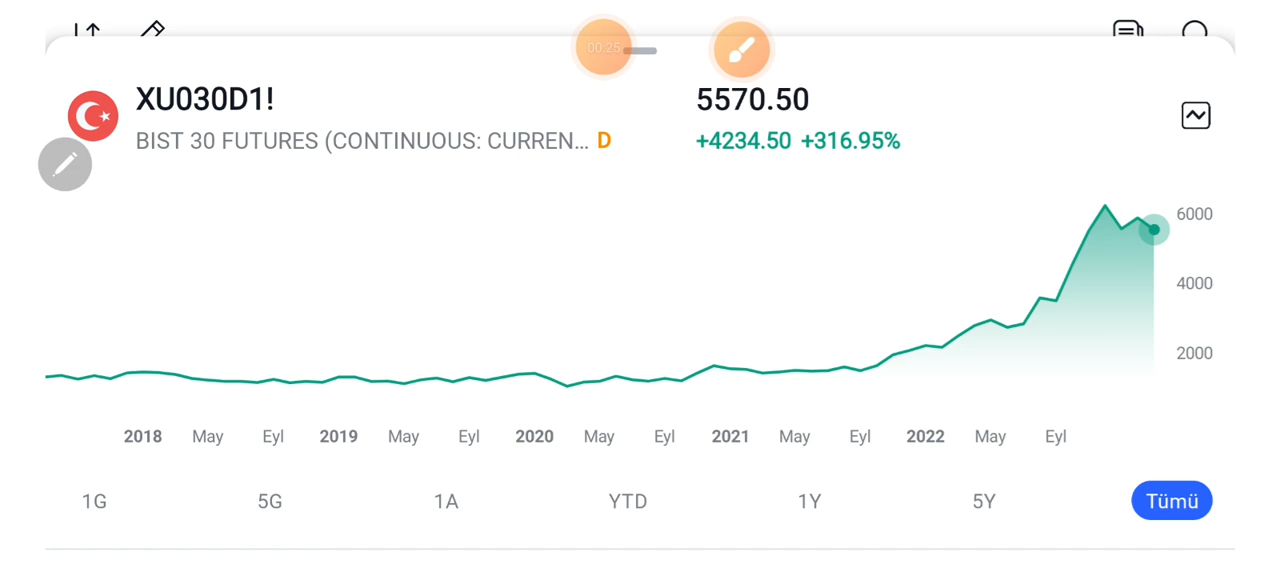 00:25
XU030D1!
5570.50
BIST 30 FUTURES (CONTINUOUS: CURREN... D
+4234.50 +316.95%
6000
4000
2000
2018 May Eyl 2019 May Eyl 2020 May Eyl 2021 May Eyl 2022 May Eyl
1G 5G 1A YTD 1Y 5Y Tümü